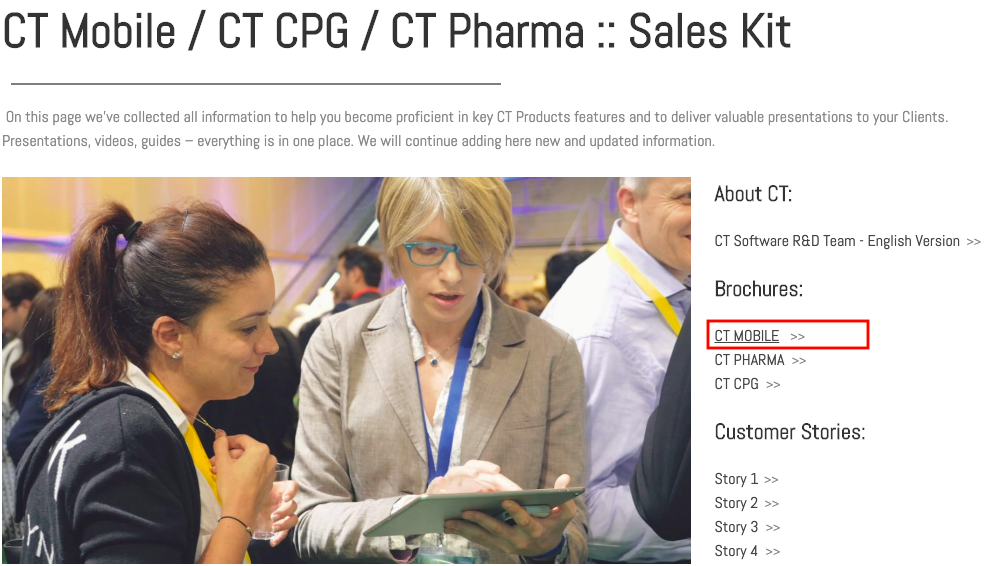 CT Mobile / CT CPG / CT Pharma :: Sales Kit
On this page we've collected all information to help you become proficient in key CT Products features and to deliver valuable presentations to your Clients.
Presentations, videos, guides – everything is in one place. We will continue adding here new and updated information.
About CT:
CT Software R&D Team - English Version >>
Brochures:
CT MOBILE >>
CT PHARMA >>
CT CPG >>
Customer Stories:
Story 1 >>
Story 2 >>
Story 3 >>
Story 4 >>